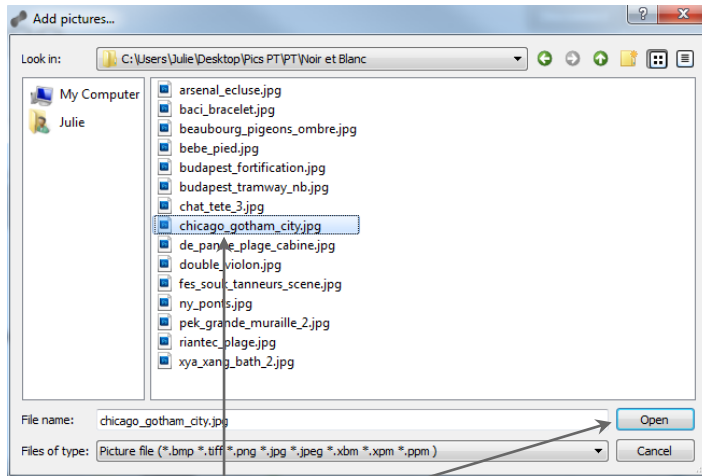 Add pictures...
Look in: C:\Users\Julie\Desktop\Pics PT\PT\Noir et Blanc
My Computer
Julie
arsenal_ecluse.jpg
baci_bracelet.jpg
beaubourg_pigeons_ombre.jpg
bebe_pied.jpg
budapest_fortification.jpg
budapest_tramway_nb.jpg
chat_tete_3.jpg
chicago_gotham_city.jpg
de_panne_plage_cabine.jpg
double_violon.jpg
fes_souk_tanneurs_scene.jpg
ny_ponts.jpg
pek_grande_muraille_2.jpg
riantec_plage.jpg
xya_xang_bath_2.jpg
File name: chicago_gotham_city.jpg Open
Files of type: Picture file (*.bmp *.tiff *.png *.jpg *.jpeg *.xbm *.xpm *.ppm ) Cancel